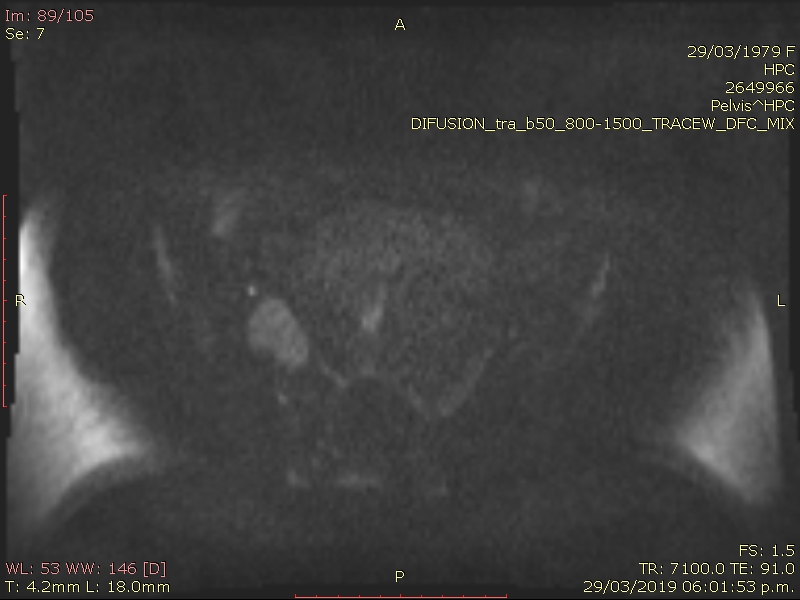 Im: 89/105
Se: 7
A
29/03/1979 F
HPC
2649966
Pelvis^HPC
DIFUSION_tra_b50_800-1500_TRACEW_DFC_MIX
R
L
FS: 1.5
WL: 53 WW: 146 [D]
TR: 7100.0 TE: 91.0
T: 4.2mm L: 18.0mm
P
29/03/2019 06:01:53 p.m.